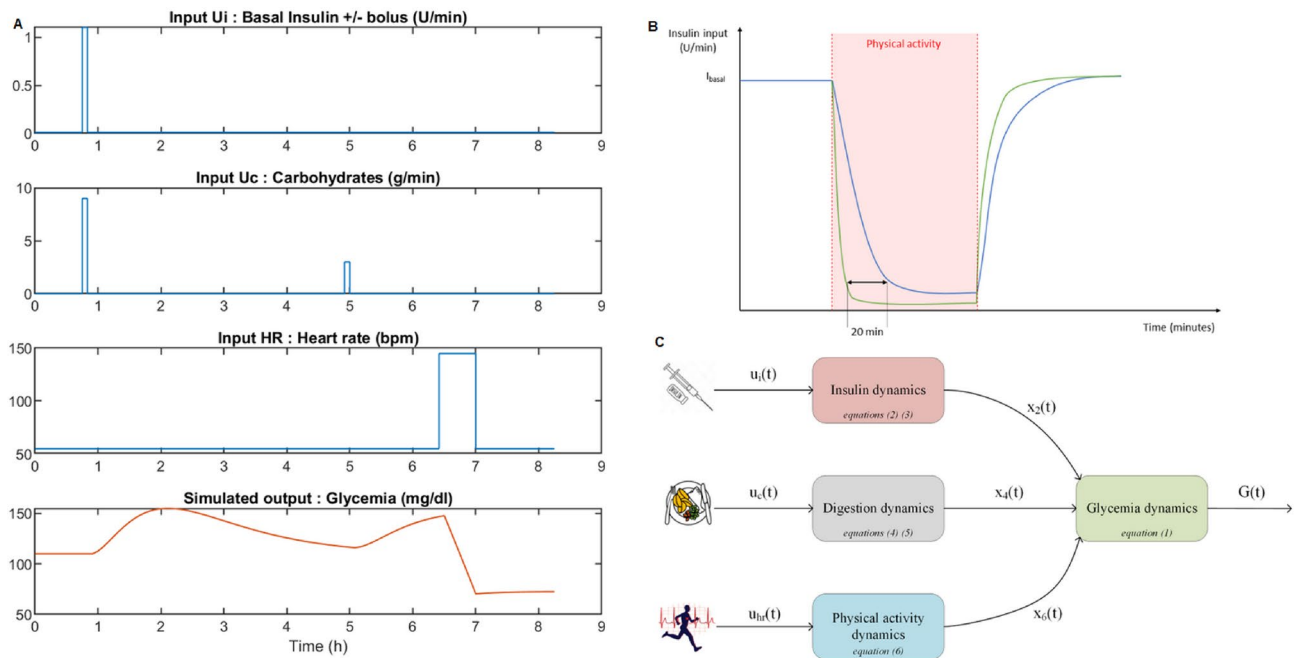 A
Input Ui : Basal Insulin +/- bolus (U/min)
1
0.5
0
0 1 2 3 4 5 6 7 8 9
Input Uc : Carbohydrates (g/min)
10
5
0
0 1 2 3 4 5 6 7 8 9
Input HR : Heart rate (bpm)
150
100
50
0 1 2 3 4 5 6 7 8 9
Simulated output : Glycemia (mg/dl)
150
100
50
0 1 2 3 4 5 6 7 8 9
Time (h)
B
Insulin input
(U/min)
Physical activity
Ibasal
20 min
Time (minutes)
C
ui(t)
Insulin dynamics
equations (2) (3)
x2(t)
uc(t)
Digestion dynamics
equations (4) (5)
x4(t)
Glycemia dynamics
equation (1)
G(t)
uhr(t)
Physical activity
dynamics
equation (6)
x6(t)